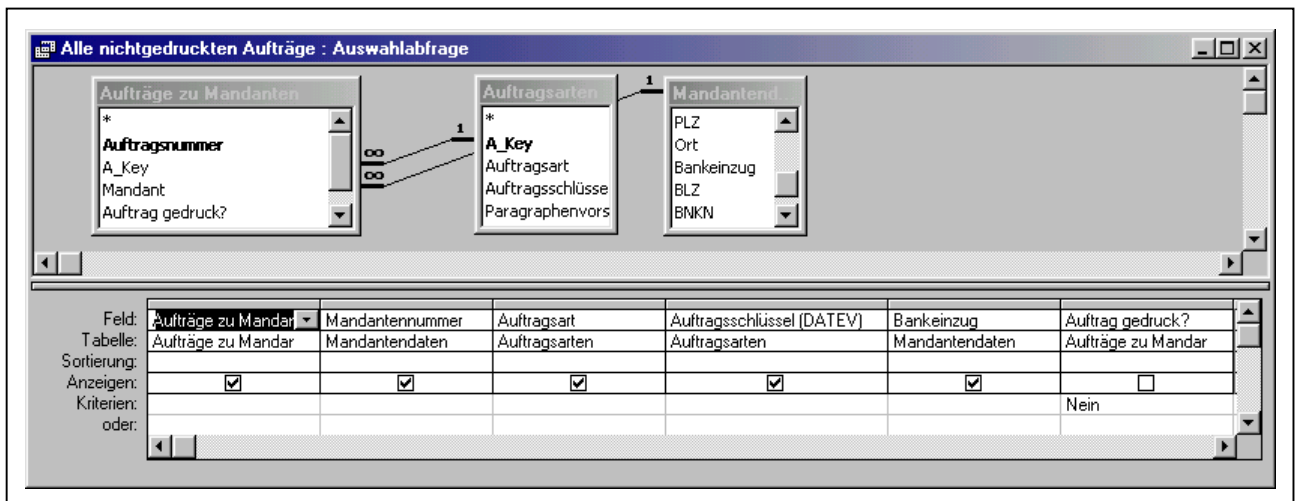 Alle nichtgedruckten Aufträge : Auswahlabfrage
Aufträge zu Mandanten
*
Auftragsnummer
A_Key
Mandant
Auftrag gedruck?
∞
∞
1
Auftragsarten
*
A_Key
Auftragsart
Auftragsschlüsse
Paragraphenvors
1
Mandantend...
PLZ
Ort
Bankeinzug
BLZ
BNKN
Feld: Aufträge zu Mandar Mandantennummer Auftragsart Auftragsschlüssel (DATEV) Bankeinzug Auftrag gedruck?
Tabelle: Aufträge zu Mandar Mandantendaten Auftragsarten Auftragsarten Mandantendaten Aufträge zu Mandar
Sortierung:
Anzeigen:
Kriterien: Nein
oder: